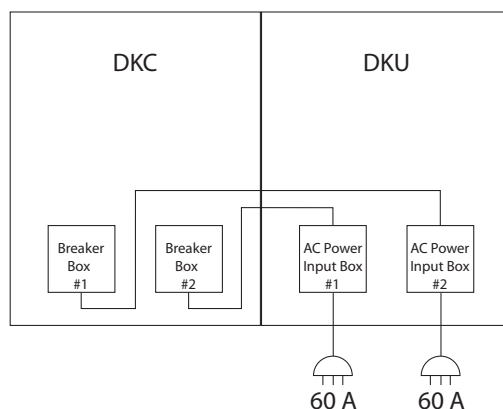 DKC
DKU
Breaker
Box
#1
Breaker
Box
#2
AC Power
Input Box
#1
AC Power
Input Box
#2
60 A
60 A